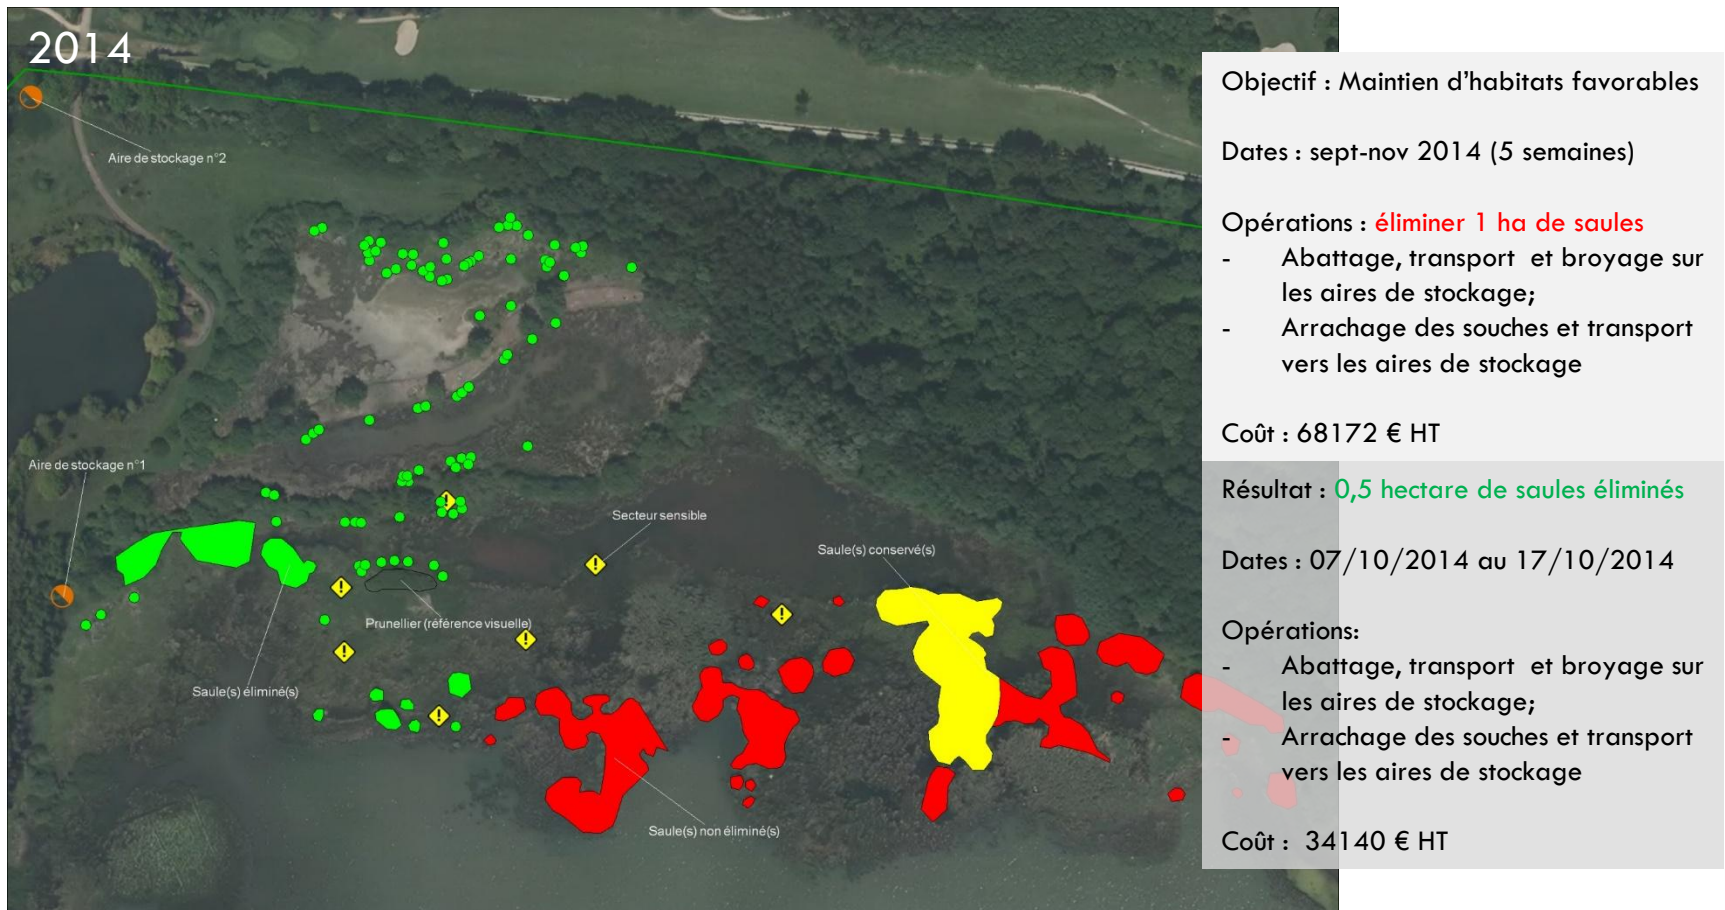 2014
Aire de stockage n°2
Aire de stockage n°1
Secteur sensible
Saule(s) conservé(s)
Prunellier (référence visuelle)
Saule(s) éliminé(s)
Saule(s) non éliminé(s)
Objectif : Maintien d'habitats favorables
Dates : sept-nov 2014 (5 semaines)
Opérations : éliminer 1 ha de saules
- Abattage, transport et broyage sur
les aires de stockage;
- Arrachage des souches et transport
vers les aires de stockage
Coût : 68172 € HT
Résultat : 0,5 hectare de saules éliminés
Dates : 07/10/2014 au 17/10/2014
Opérations:
- Abattage, transport et broyage sur
les aires de stockage;
- Arrachage des souches et transport
vers les aires de stockage
Coût : 34140 € HT